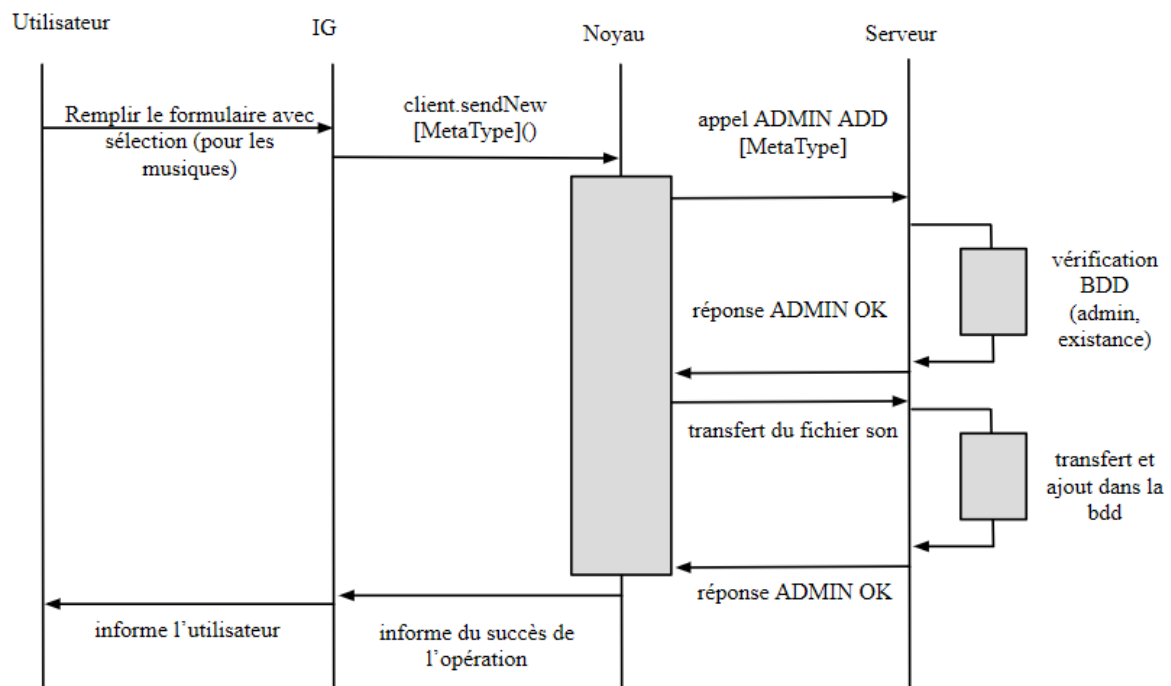 Utilisateur
IG
Noyau
Serveur
Remplir le formulaire avec
sélection (pour les
musiques)
client.sendNew
[MetaType]()
appel ADMIN ADD
[MetaType]
vérification
BDD
(admin,
existance)
réponse ADMIN OK
transfert du fichier son
transfert et
ajout dans la
bdd
réponse ADMIN OK
informe du succès de
l’opération
informe l’utilisateur